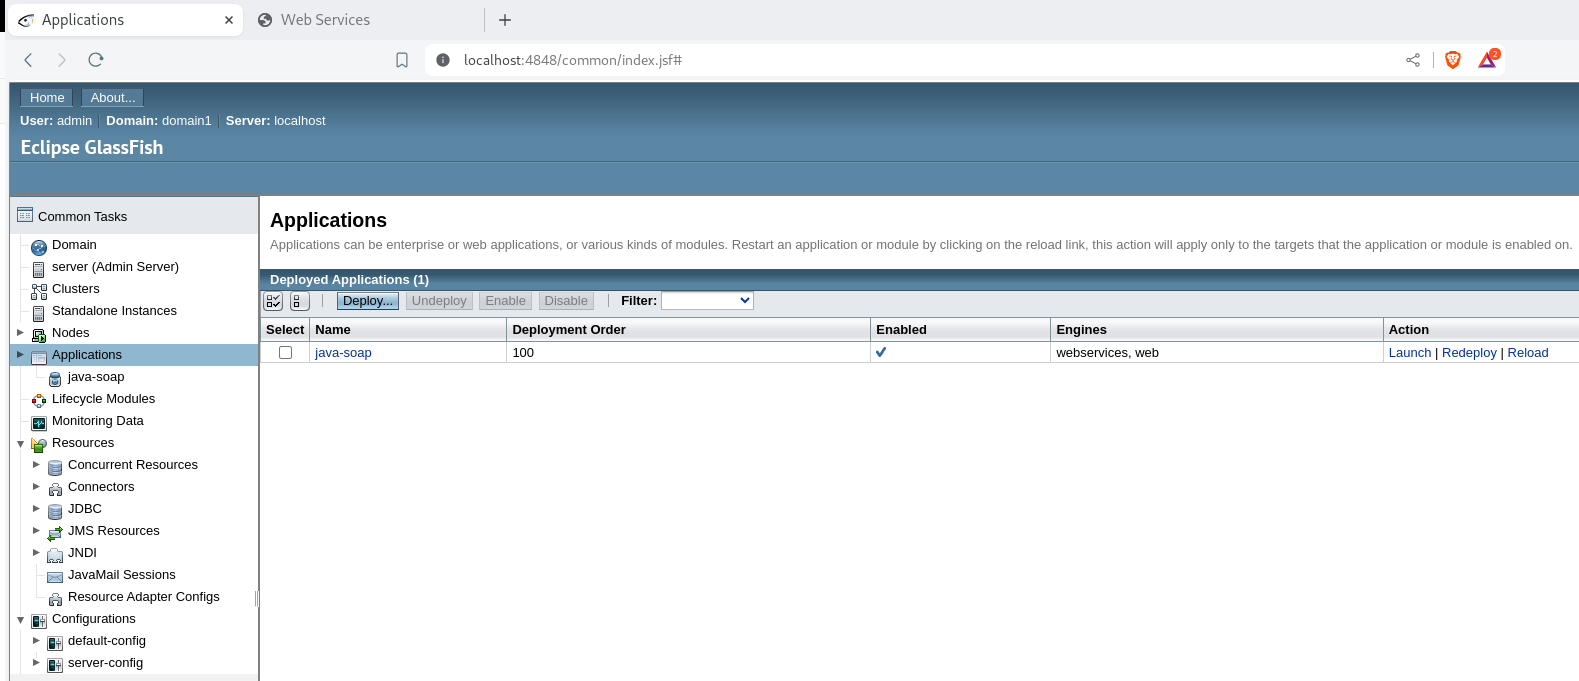 Applications
Web Services
localhost:4848/common/index.jsf#
2
Home About...
User: admin Domain: domain1 Server: localhost
Eclipse GlassFish
Common Tasks
Domain
server (Admin Server)
Clusters
Standalone Instances
Nodes
Applications
java-soap
Lifecycle Modules
Monitoring Data
Resources
Concurrent Resources
Connectors
JDBC
JMS Resources
JNDI
JavaMail Sessions
Resource Adapter Configs
Configurations
default-config
server-config
Applications
Applications can be enterprise or web applications, or various kinds of modules. Restart an application or module by clicking on the reload link, this action will apply only to the targets that the application or module is enabled on.
Deployed Applications (1)
Deploy... Undeploy Enable Disable Filter:
Select Name Deployment Order Enabled Engines Action
java-soap 100 webservices, web Launch | Redeploy | Reload